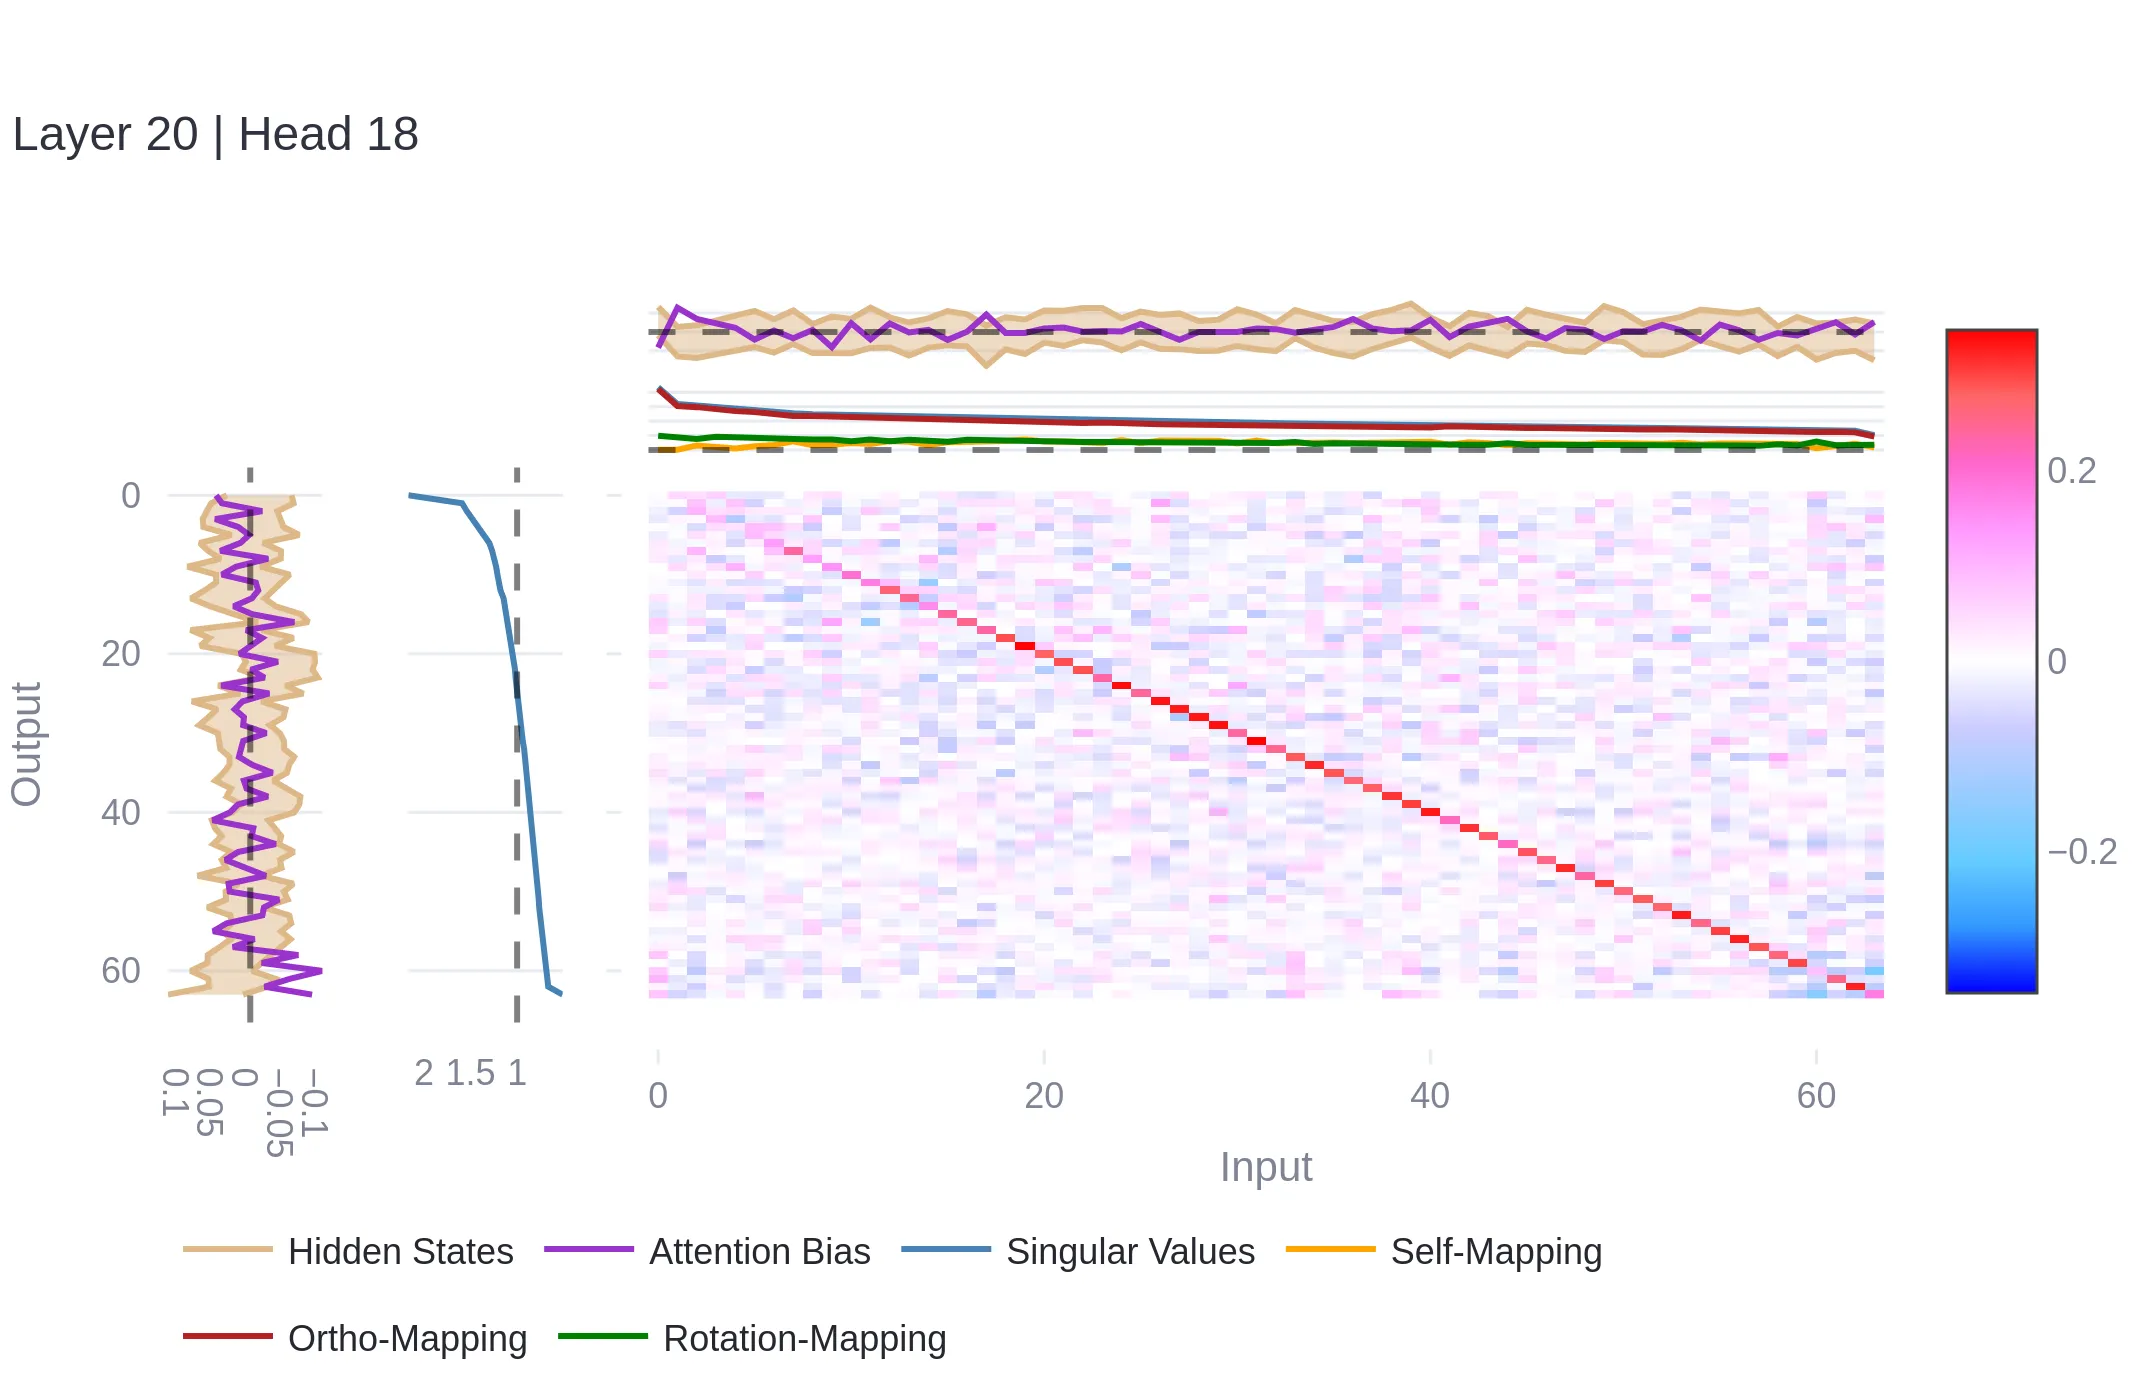 Layer 20 | Head 18
0
20
40
60
Output
0.1
0.05
0
−0.05
−0.1
2 1.5 1
0 20 40 60
Input
0.2
0
−0.2
Hidden States Attention Bias Singular Values Self-Mapping
Ortho-Mapping Rotation-Mapping